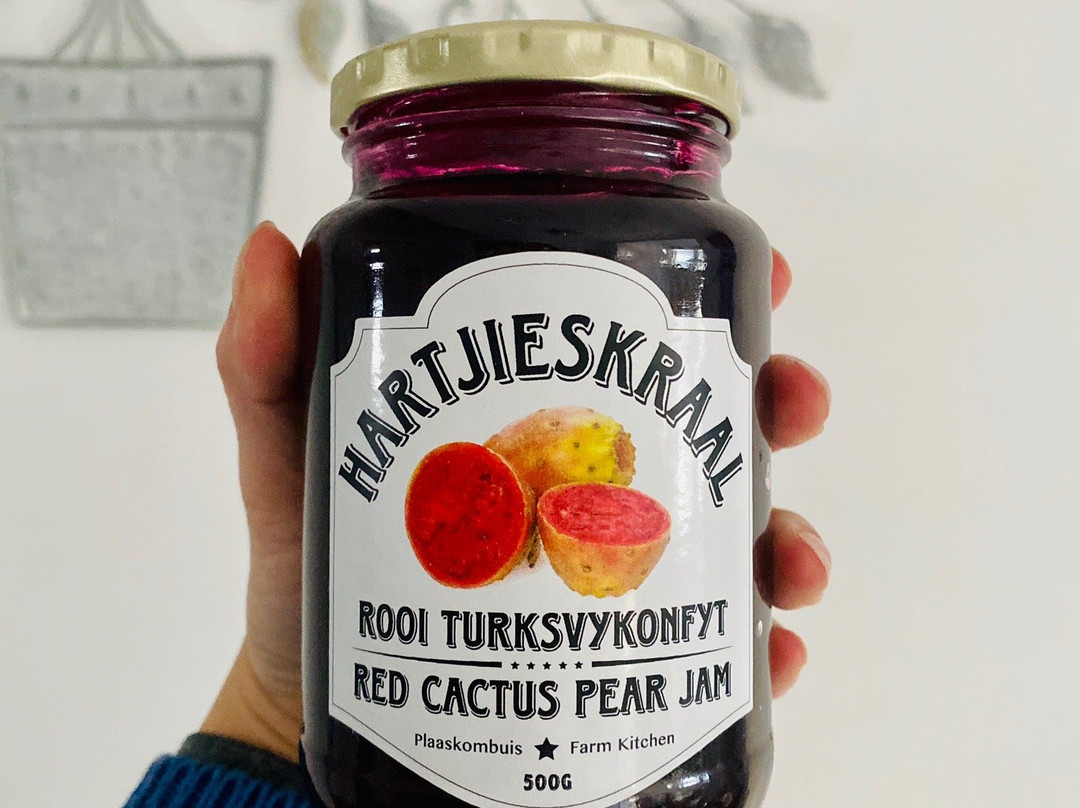 HARTJIESKRAAL
ROOI TURKSVYKONFYT
RED CACTUS PEAR JAM
Plaaskombuis ★ Farm Kitchen
500G